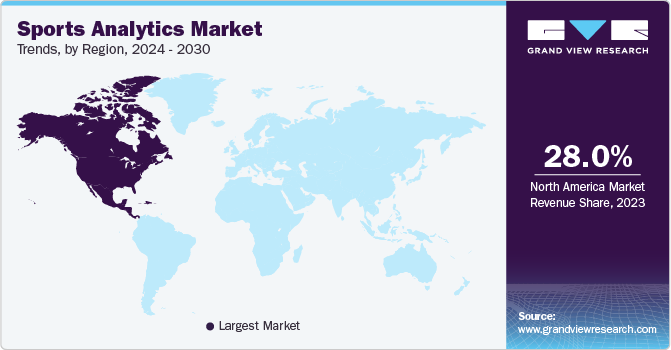 Sports Analytics Market
Trends, by Region, 2024 - 2030
GRAND VIEW RESEARCH
28.0%
North America Market
Revenue Share, 2023
Largest Market
Source:
www.grandviewresearch.com